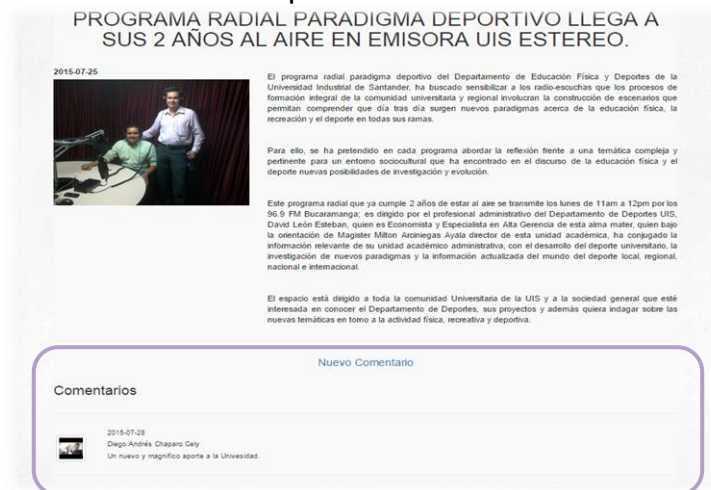 PROGRAMA RADIAL PARADIGMA DEPORTIVO LLEGA A
SUS 2 AÑOS AL AIRE EN EMISORA UIS ESTEREO.
2015-07-25
El programa radial paradigma deportivo del Departamento de Educación Física y Deportes de la
Universidad Industrial de Santander, ha buscado sensibilizar a los radio-escuchas que los procesos de
formación integral de la comunidad universitaria y regional involucran la construcción de escenarios que
permitan comprender que día tras día surgen nuevos paradigmas acerca de la educación física, la
recreación y el deporte en todas sus ramas.
Para ello, se ha pretendido en cada programa abordar la reflexión frente a una temática compleja y
pertinente para un entorno sociocultural que ha encontrado en el discurso de la educación física y el
deporte nuevas posibilidades de investigación y evolución.
Este programa radial que ya cumple 2 años de estar al aire se transmite los lunes de 11am a 12pm por los
96.9 FM Bucaramanga; es dirigido por el profesional administrativo del Departamento de Deportes UIS,
David León Esteban, quien es Economista y Especialista en Alta Gerencia de esta alma mater, quien bajo
la orientación de Magister Milton Arciniegas Ayala director de esta unidad académica, ha conjugado la
información relevante de su unidad académico administrativa, con el desarrollo del deporte universitario, la
investigación de nuevos paradigmas y la información actualizada del mundo del deporte local, regional,
nacional e internacional.
El espacio está dirigido a toda la comunidad Universitaria de la UIS y a la sociedad general que esté
interesada en conocer el Departamento de Deportes, sus proyectos y además quiera indagar sobre las
nuevas temáticas en torno a la actividad física, recreativa y deportiva.
Nuevo Comentario
Comentarios
2015-07-28
Diego Andrés Chaparro Cely
Un nuevo y magnífico aporte a la Univesidad.